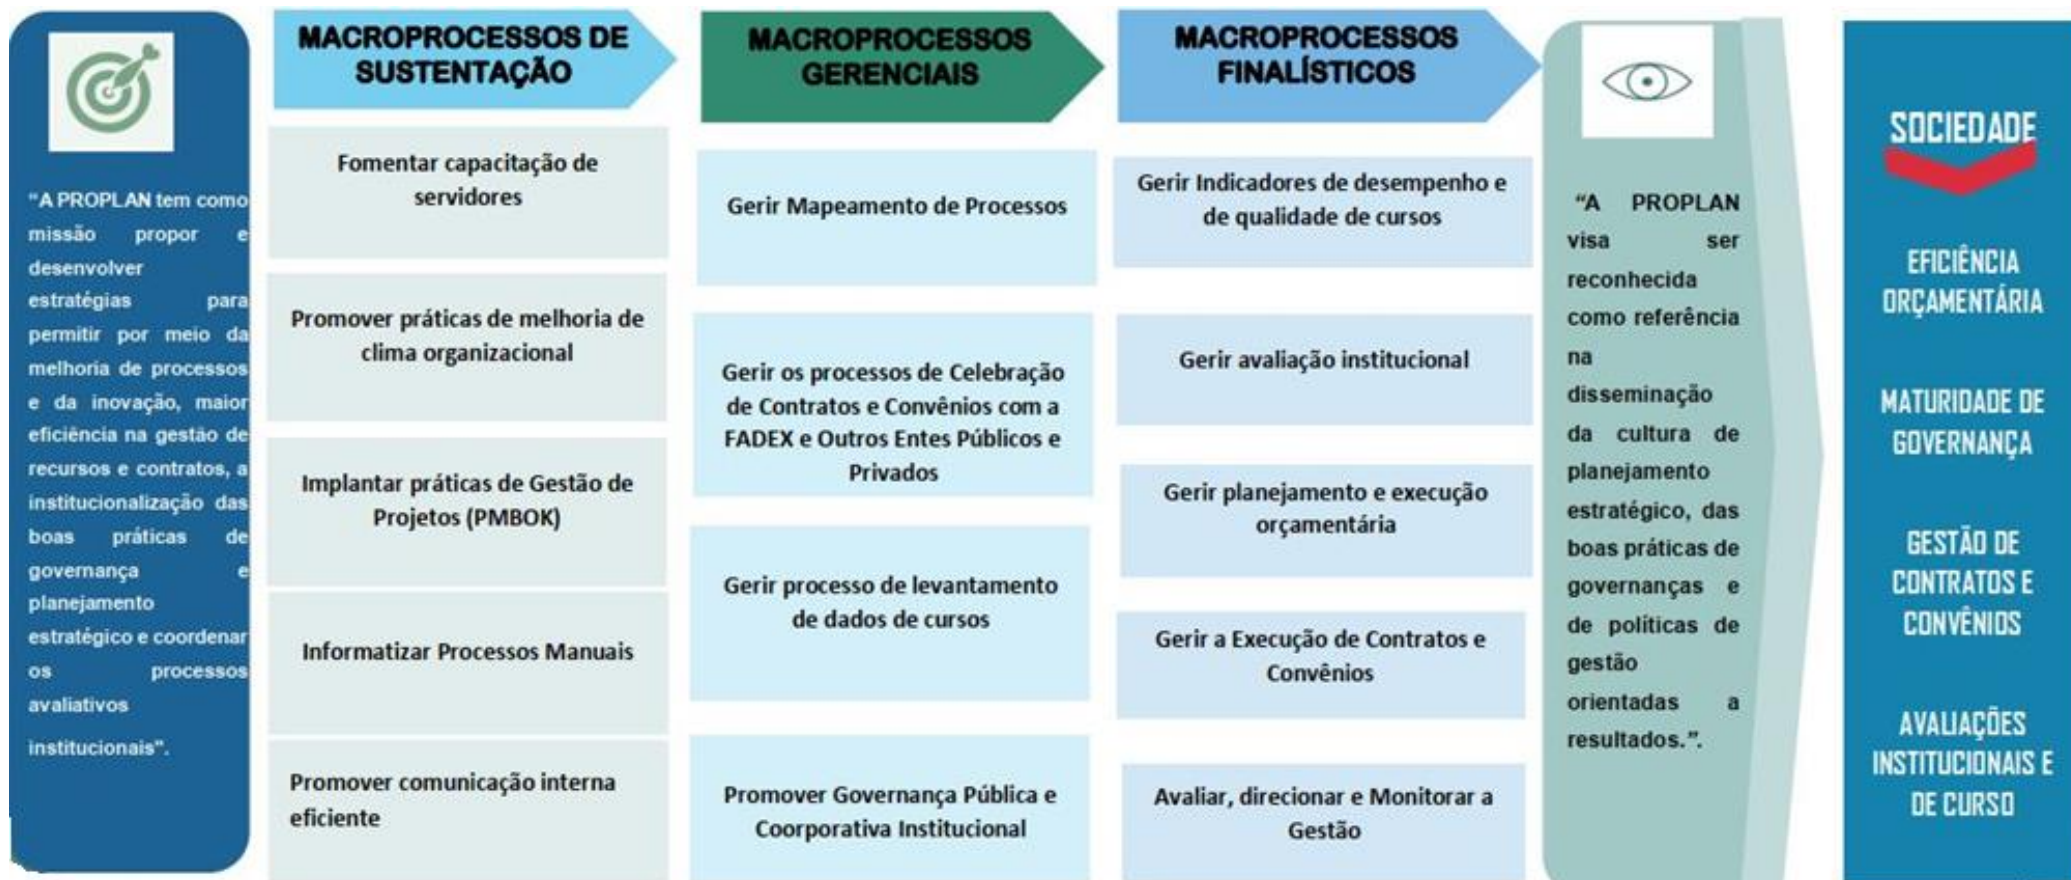 "A PROPLAN tem como
missão propor e
desenvolver
estratégias para
permitir por meio da
melhoria de processos
e da inovação, maior
eficiência na gestão de
recursos e contratos, a
institucionalização das
boas práticas de
governança e
planejamento
estratégico e coordenar
os processos
avaliativos
institucionais".
MACROPROCESSOS DE
SUSTENTAÇÃO
Fomentar capacitação de
servidores
Promover práticas de melhoria de
clima organizacional
Implantar práticas de Gestão de
Projetos (PMBOK)
Informatizar Processos Manuais
Promover comunicação interna
eficiente
MACROPROCESSOS
GERENCIAIS
Gerir Mapeamento de Processos
Gerir os processos de Celebração
de Contratos e Convênios com a
FADEX e Outros Entes Públicos e
Privados
Gerir processo de levantamento
de dados de cursos
Promover Governança Pública e
Coorporativa Institucional
MACROPROCESSOS
FINALÍSTICOS
Gerir Indicadores de desempenho e
de qualidade de cursos
Gerir avaliação institucional
Gerir planejamento e execução
orçamentária
Gerir a Execução de Contratos e
Convênios
Avaliar, direcionar e Monitorar a
Gestão
"A PROPLAN
visa ser
reconhecida
como referência
na
disseminação
da cultura de
planejamento
estratégico, das
boas práticas de
governanças e
de políticas de
gestão
orientadas a
resultados.".
SOCIEDADE
EFICIÊNCIA
ORÇAMENTÁRIA
MATURIDADE DE
GOVERNANÇA
GESTÃO DE
CONTRATOS E
CONVÊNIOS
AVALIAÇÕES
INSTITUCIONAIS E
DE CURSO